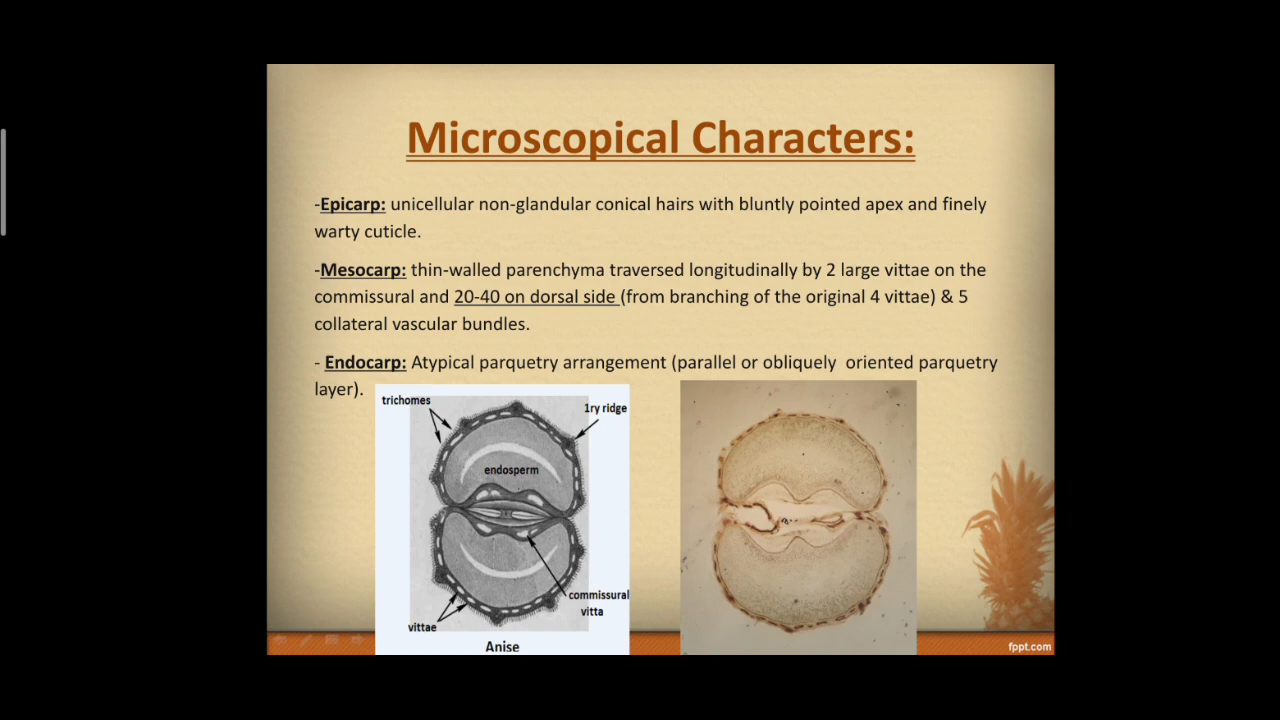 Microscopical Characters:
-Epicarp: unicellular non-glandular conical hairs with bluntly pointed apex and finely
warty cuticle.
-Mesocarp: thin-walled parenchyma traversed longitudinally by 2 large vittae on the
commissural and 20-40 on dorsal side (from branching of the original 4 vittae) & 5
collateral vascular bundles.
- Endocarp: Atypical parquetry arrangement (parallel or obliquely oriented parquetry
layer).
trichomes
1ry ridge
endosperm
commissural
vitta
vittae
Anise
fppt.com